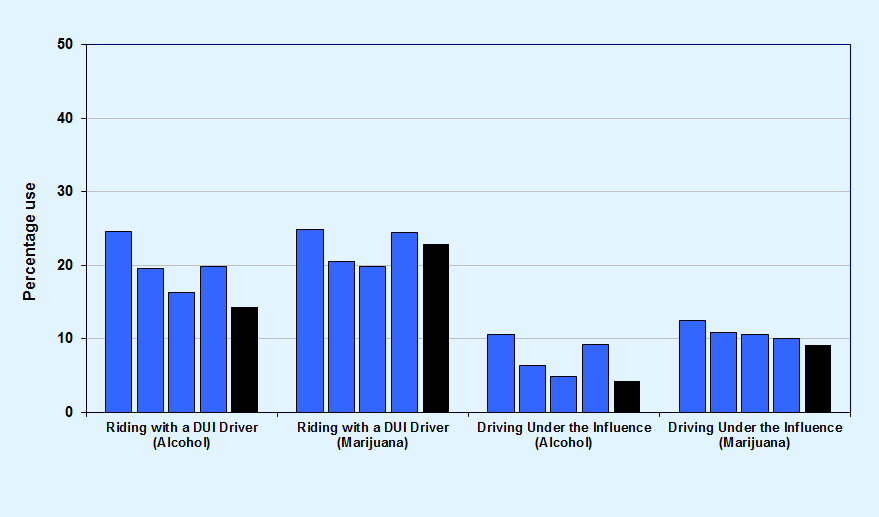 50
40
30
20
10
0
Percentage use
Riding with a DUI Driver
(Alcohol)
Riding with a DUI Driver
(Marijuana)
Driving Under the Influence
(Alcohol)
Driving Under the Influence
(Marijuana)